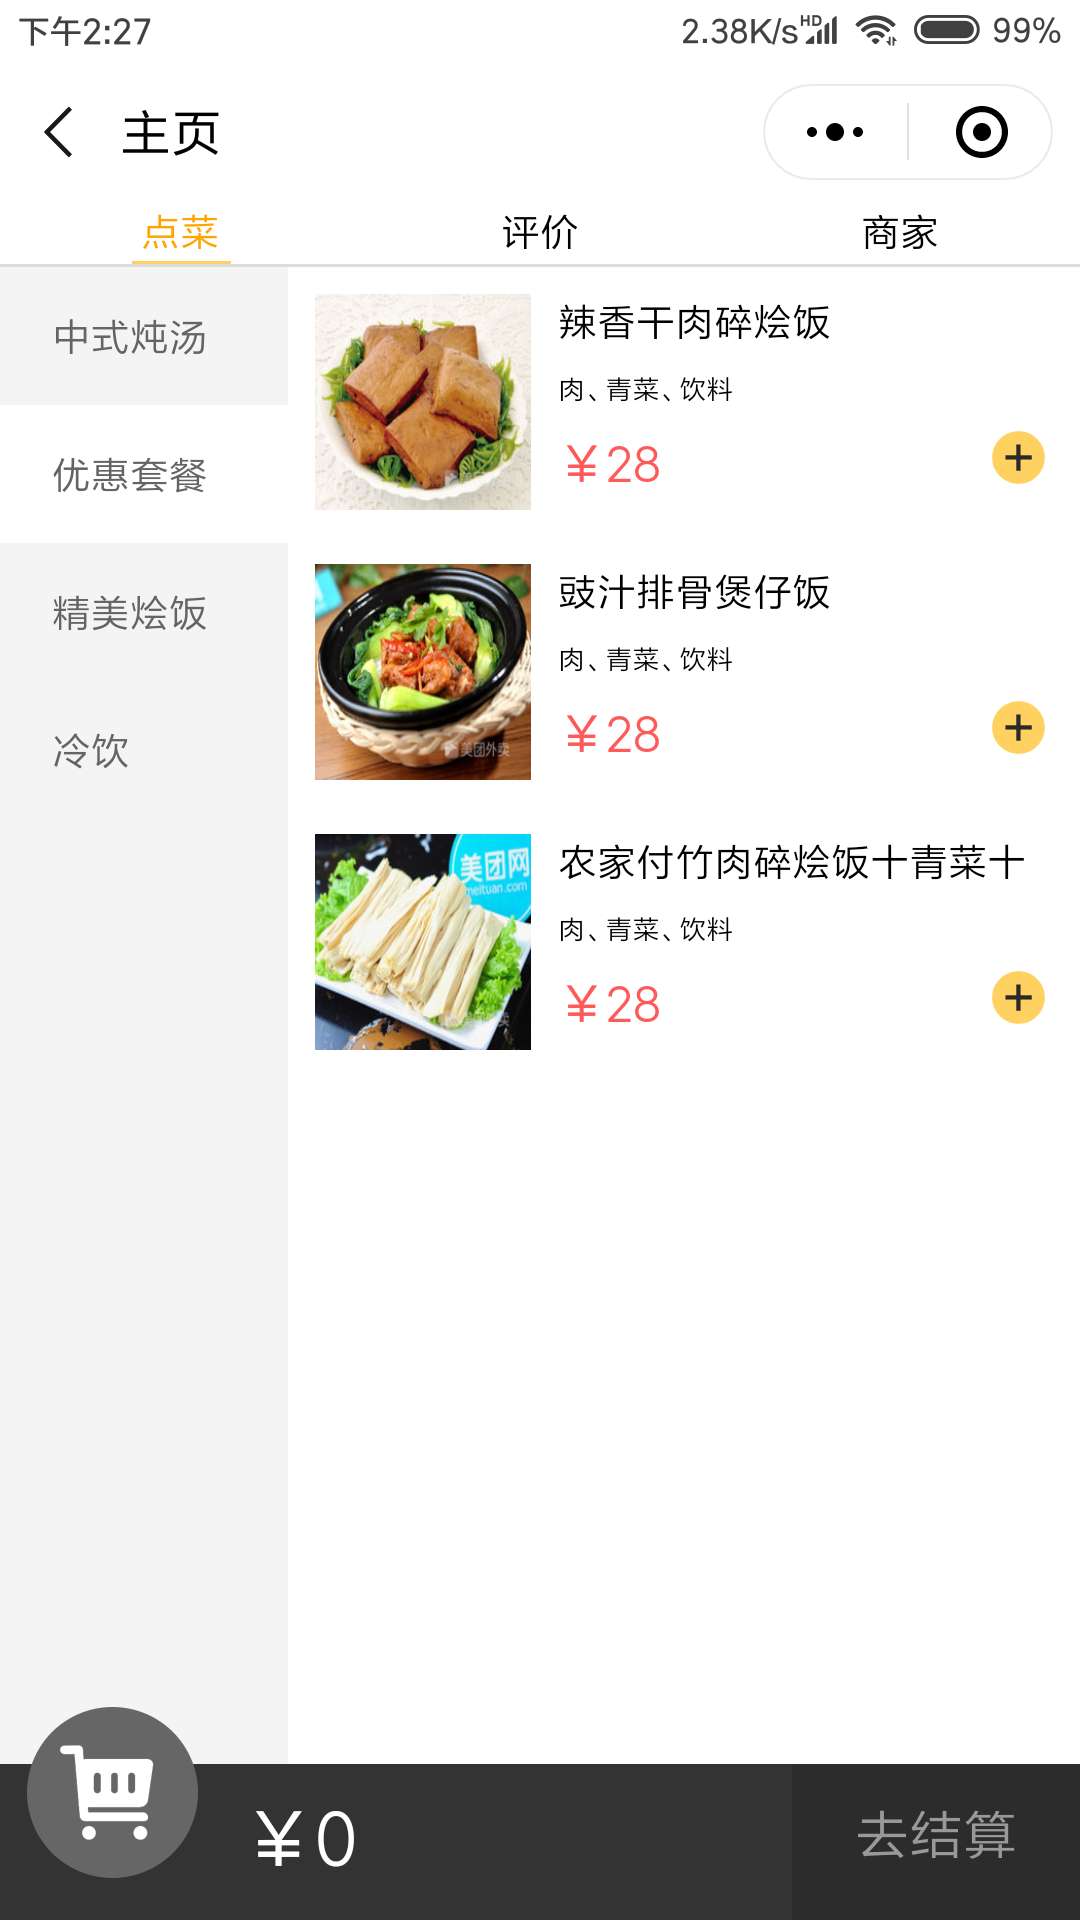 下午2:27 2.38K/s HD 99%
主页
点菜 评价 商家
中式炖汤
优惠套餐
精美烩饭
冷饮
辣香干肉碎烩饭
肉、青菜、饮料
¥28
豉汁排骨煲仔饭
肉、青菜、饮料
¥28
美团外卖
农家付竹肉碎烩饭十青菜十
肉、青菜、饮料
¥28
美团网
meituan.com
¥0 去结算